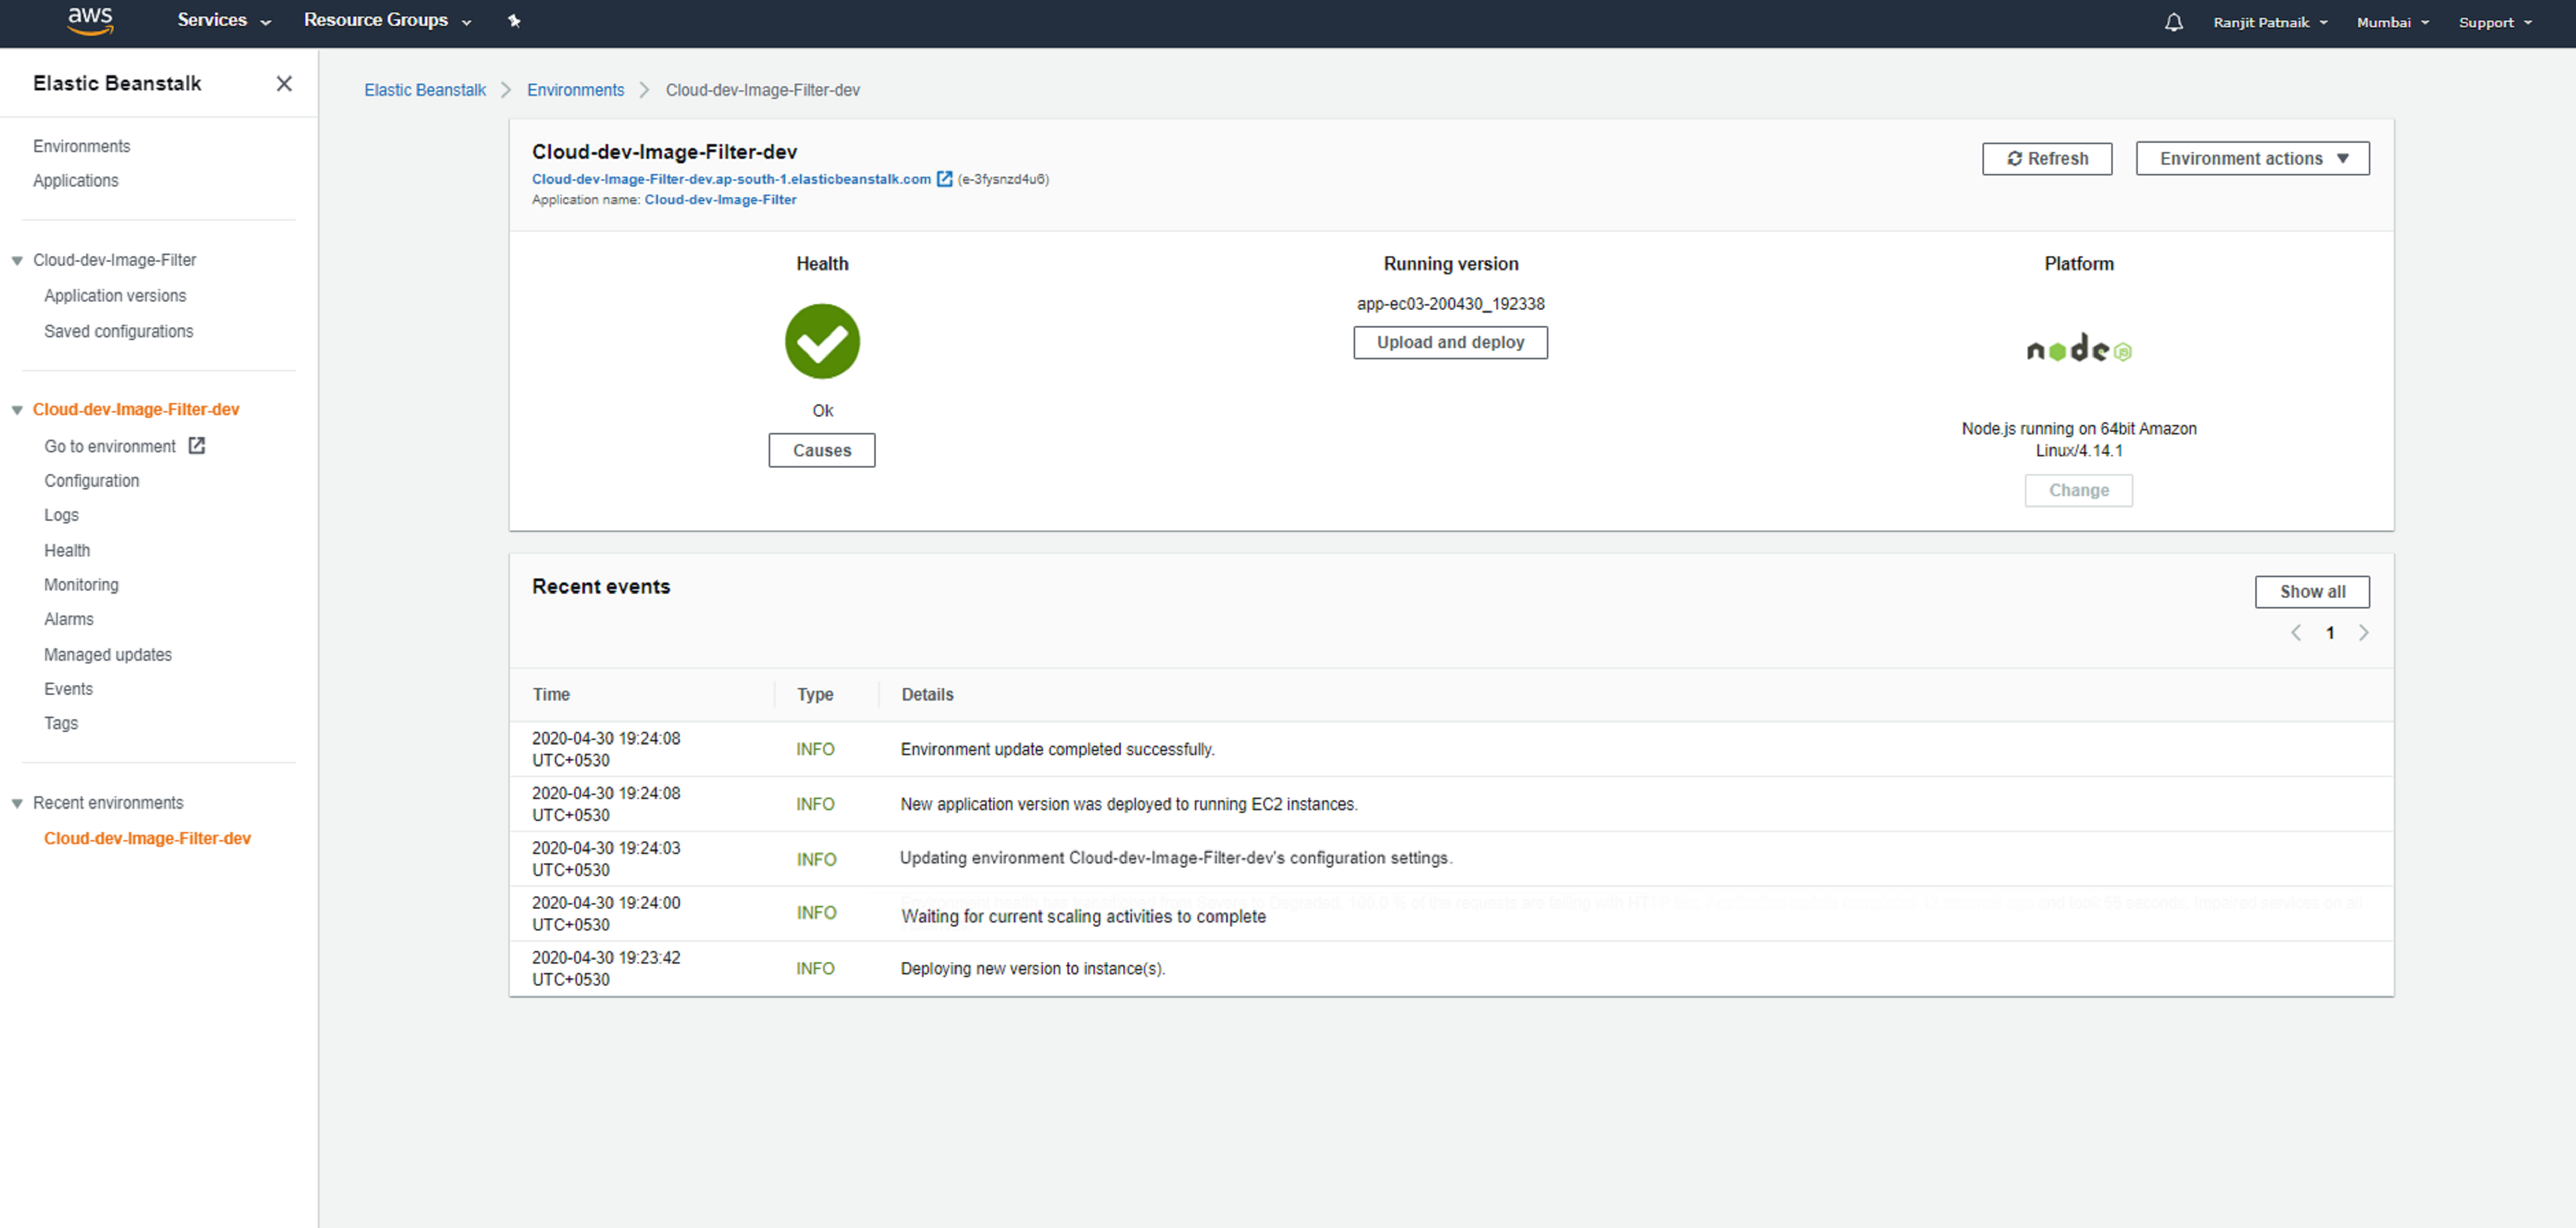 aws
Services
Resource Groups
Ranjit Patnaik
Mumbai
Support
Elastic Beanstalk
Environments
Applications
Cloud-dev-Image-Filter
Application versions
Saved configurations
Cloud-dev-Image-Filter-dev
Go to environment
Configuration
Logs
Health
Monitoring
Alarms
Managed updates
Events
Tags
Recent environments
Cloud-dev-Image-Filter-dev
Elastic Beanstalk > Environments > Cloud-dev-Image-Filter-dev
Cloud-dev-Image-Filter-dev
Cloud-dev-Image-Filter-dev.ap-south-1.elasticbeanstalk.com (e-3fysnzd4u6)
Application name: Cloud-dev-Image-Filter
Refresh
Environment actions
Health
Ok
Causes
Running version
app-ec03-200430_192338
Upload and deploy
Platform
node JS
Node.js running on 64bit Amazon
Linux/4.14.1
Change
Recent events
Show all
1
Time Type Details
2020-04-30 19:24:08
UTC+0530
INFO
Environment update completed successfully.
2020-04-30 19:24:08
UTC+0530
INFO
New application version was deployed to running EC2 instances.
2020-04-30 19:24:03
UTC+0530
INFO
Updating environment Cloud-dev-Image-Filter-dev's configuration settings.
2020-04-30 19:24:00
UTC+0530
INFO
Waiting for current scaling activities to complete
2020-04-30 19:23:42
UTC+0530
INFO
Deploying new version to instance(s).